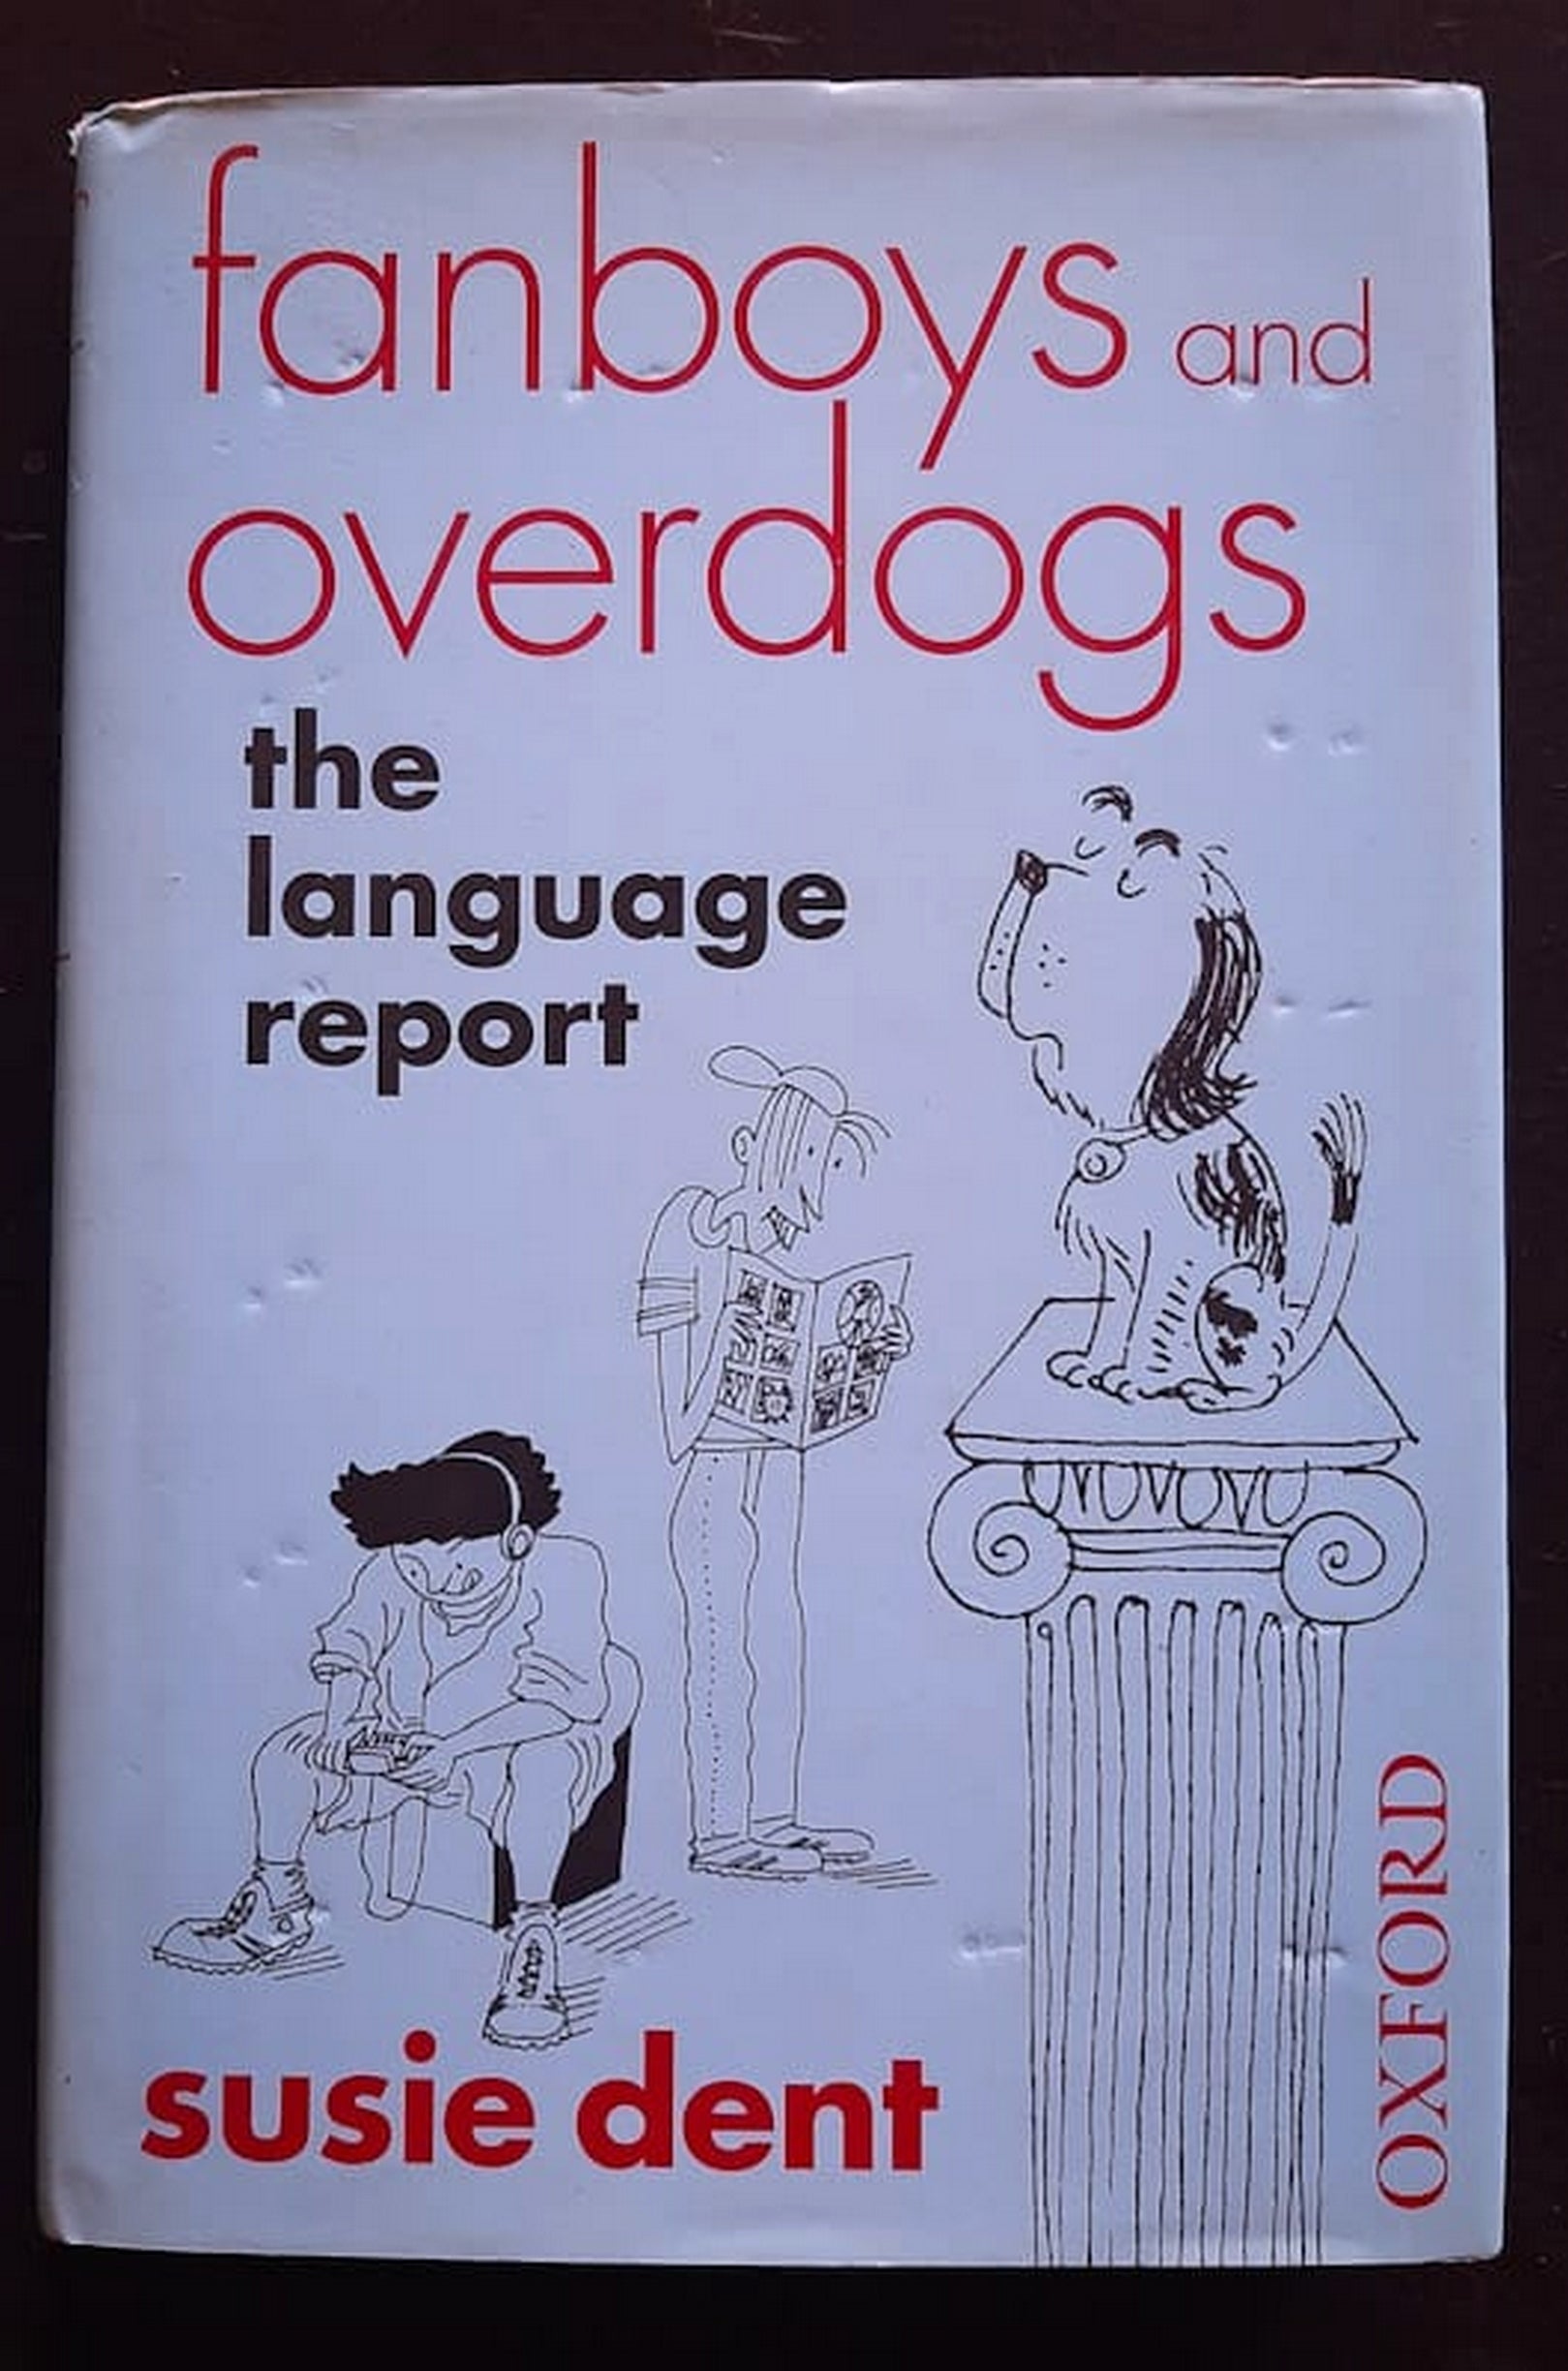 fanboys and
overdogs
the
language
report
susie dent
OXFORD